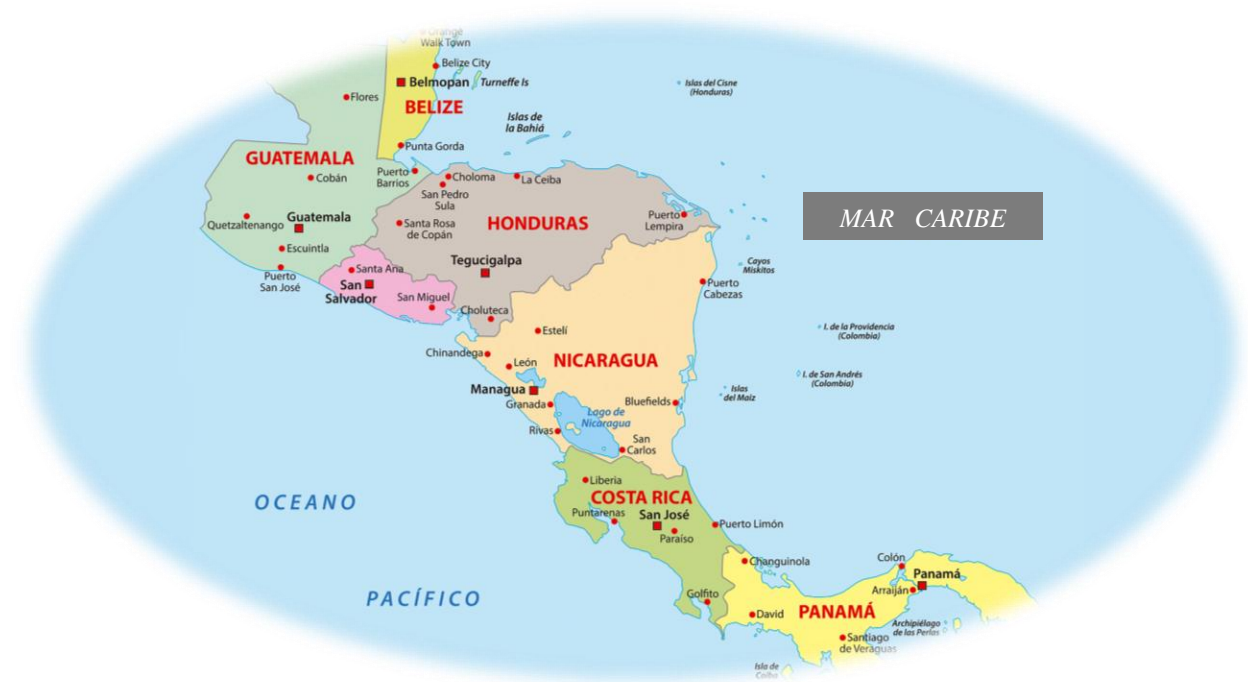 Walk Town
Belize City
Belmopan
Turneffe Is
BELIZE
Flores
Islas del Cisne
(Honduras)
Islas de
la Bahiá
Punta Gorda
GUATEMALA
Cobán
Puerto
Barrios
Choloma
San Pedro
Sula
La Ceiba
Quetzaltenango
Guatemala
Santa Rosa
de Copán
HONDURAS
Puerto
Lempira
MAR CARIBE
Escuintla
Puerto
San José
Santa Ana
San
Salvador
San Miguel
Tegucigalpa
Choluteca
Cayos
Miskitos
Puerto
Cabezas
Estelí
Chinandega
León
NICARAGUA
I. de la Providencia
(Colombia)
I. de San Andrés
(Colombia)
Islas
del Maiz
Managua
Granada
Lago de
Nicaragua
Bluefields
Rivas
San
Carlos
Liberia
COSTA RICA
Puntarenas
San José
Paraíso
Puerto Limón
OCEANO
PACÍFICO
Changuinola
Colón
Panamá
Arraiján
Golfito
David
PANAMÁ
Archipiélago
de las Perlas
Santiago
de Veraguas
Isla de